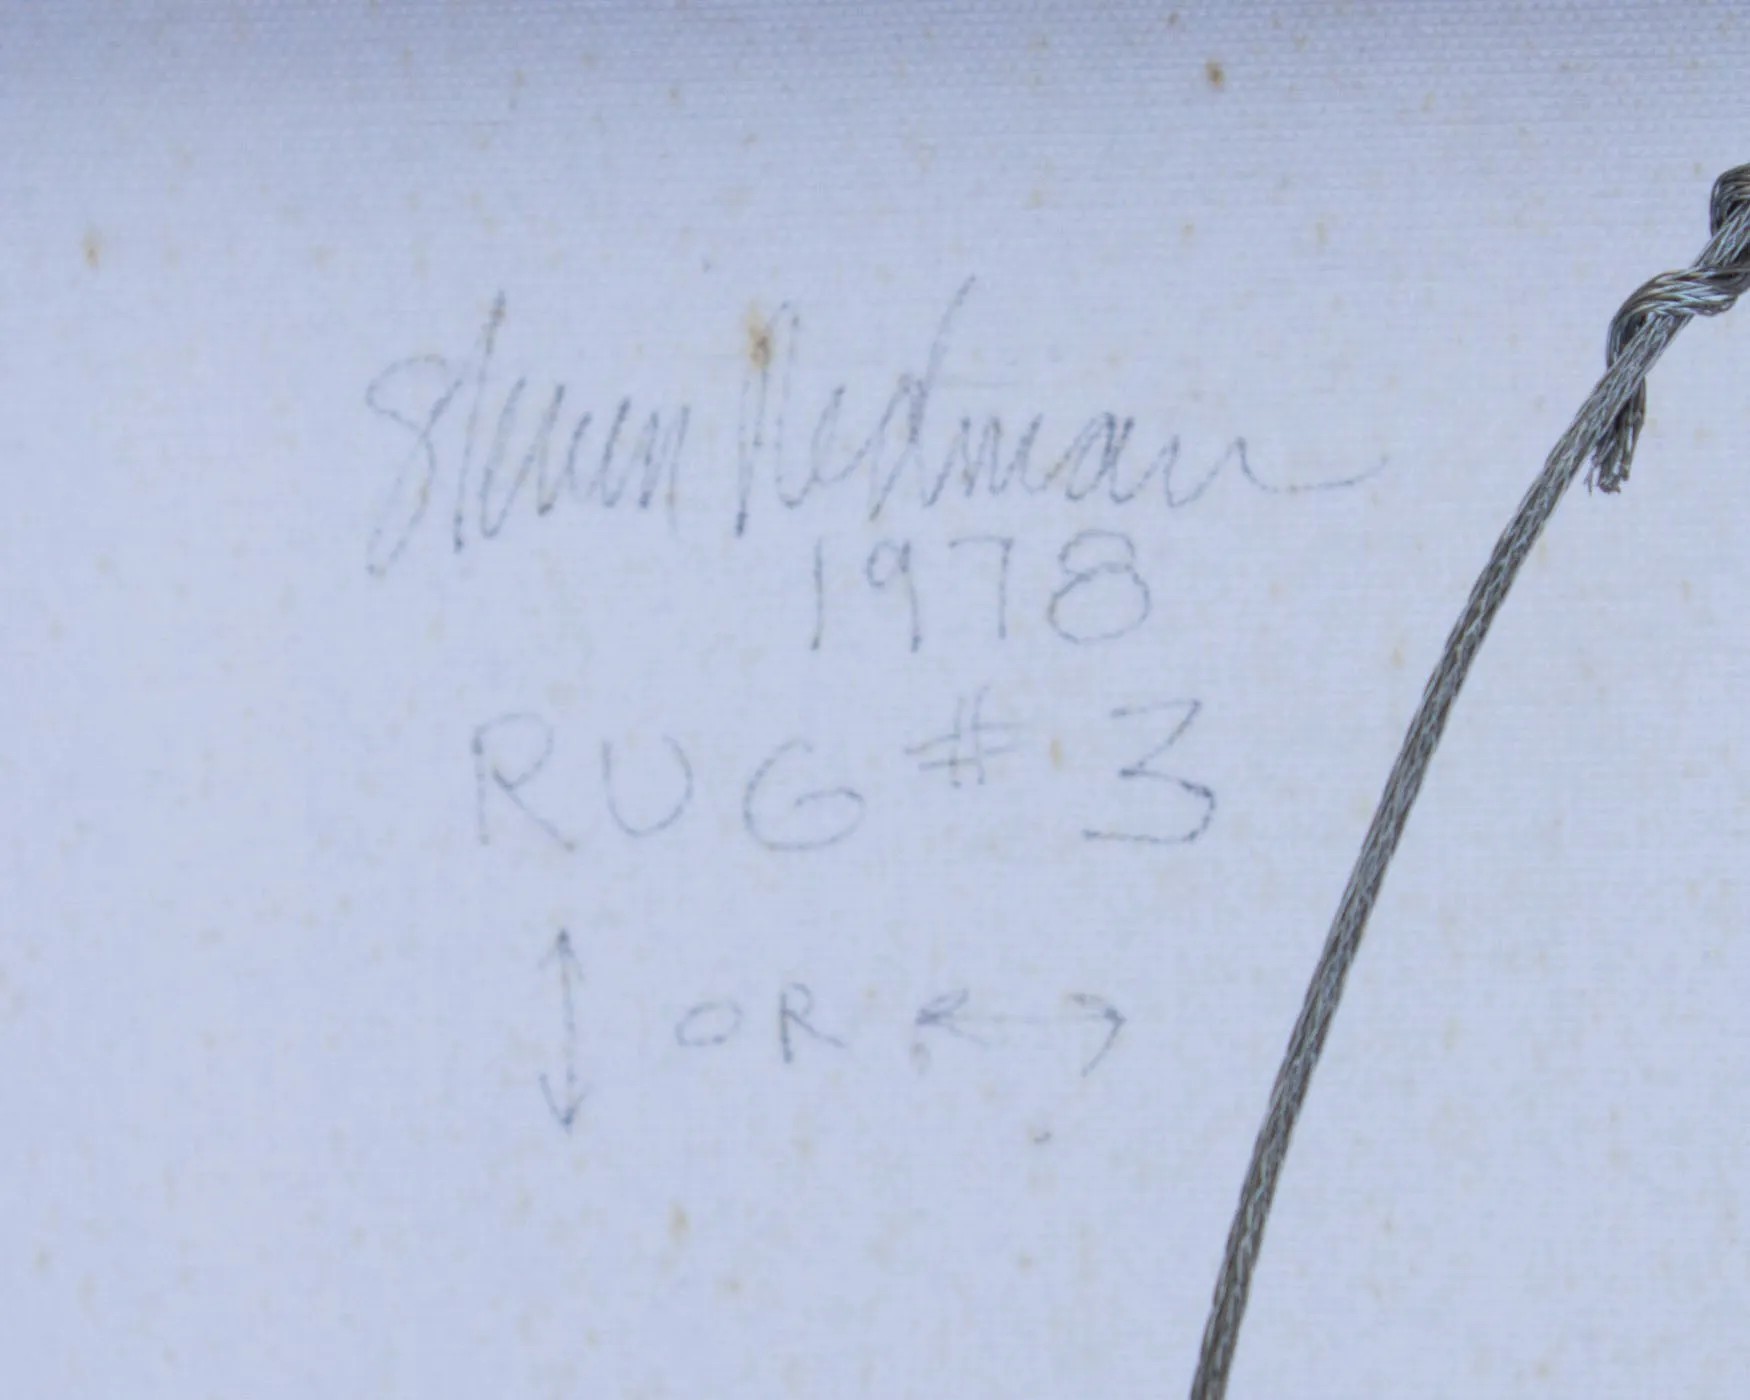 Steven Redman
1978
RUG #3
↕ OR ↔